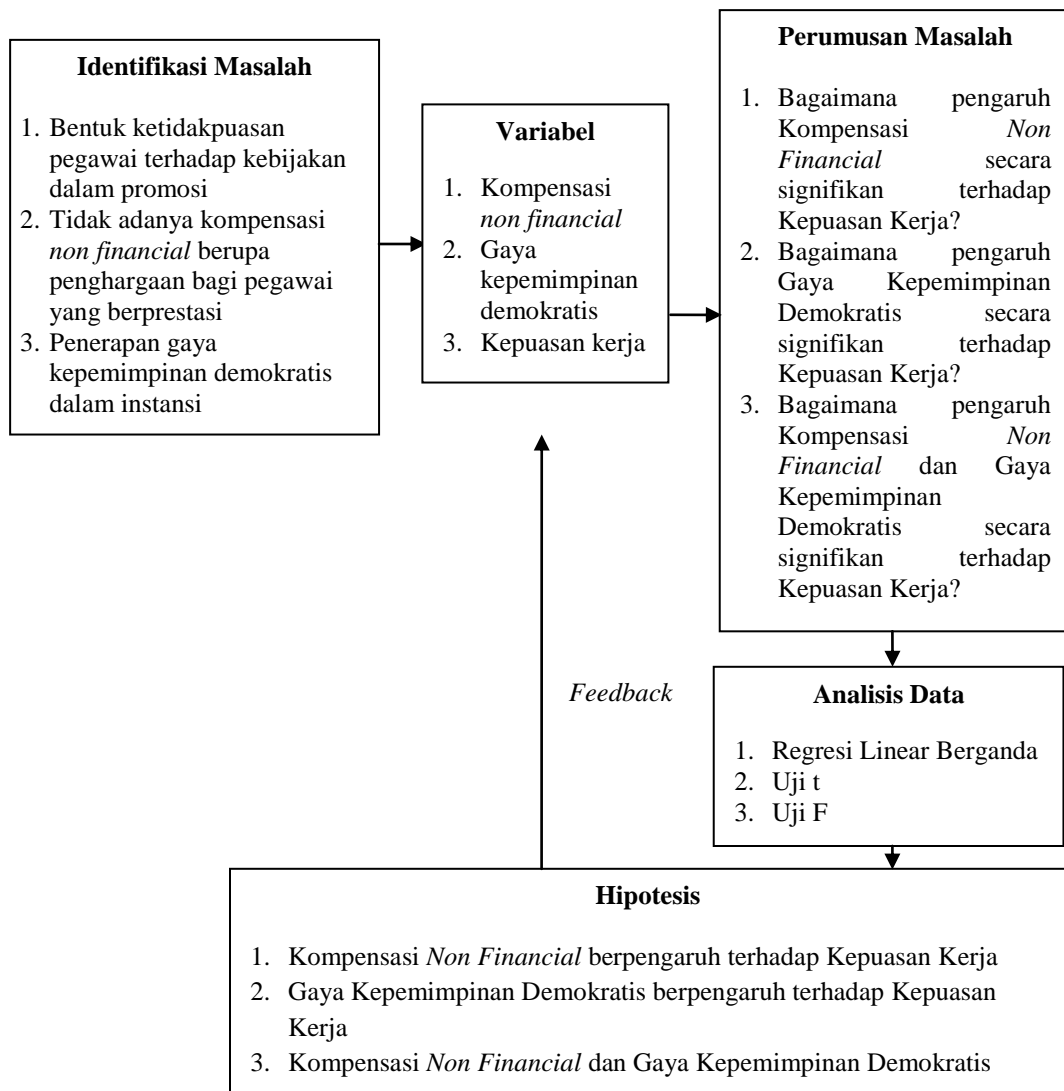 Identifikasi Masalah
1. Bentuk ketidakpuasan
pegawai terhadap kebijakan
dalam promosi
2. Tidak adanya kompensasi
non financial berupa
penghargaan bagi pegawai
yang berprestasi
3. Penerapan gaya
kepemimpinan demokratis
dalam instansi
Variabel
1. Kompensasi
non financial
2. Gaya
kepemimpinan
demokratis
3. Kepuasan kerja
Perumusan Masalah
1. Bagaimana pengaruh
Kompensasi Non
Financial secara
signifikan terhadap
Kepuasan Kerja?
2. Bagaimana pengaruh
Gaya Kepemimpinan
Demokratis secara
signifikan terhadap
Kepuasan Kerja?
3. Bagaimana pengaruh
Kompensasi Non
Financial dan Gaya
Kepemimpinan
Demokratis secara
signifikan terhadap
Kepuasan Kerja?
Feedback
Analisis Data
1. Regresi Linear Berganda
2. Uji t
3. Uji F
Hipotesis
1. Kompensasi Non Financial berpengaruh terhadap Kepuasan Kerja
2. Gaya Kepemimpinan Demokratis berpengaruh terhadap Kepuasan
Kerja
3. Kompensasi Non Financial dan Gaya Kepemimpinan Demokratis